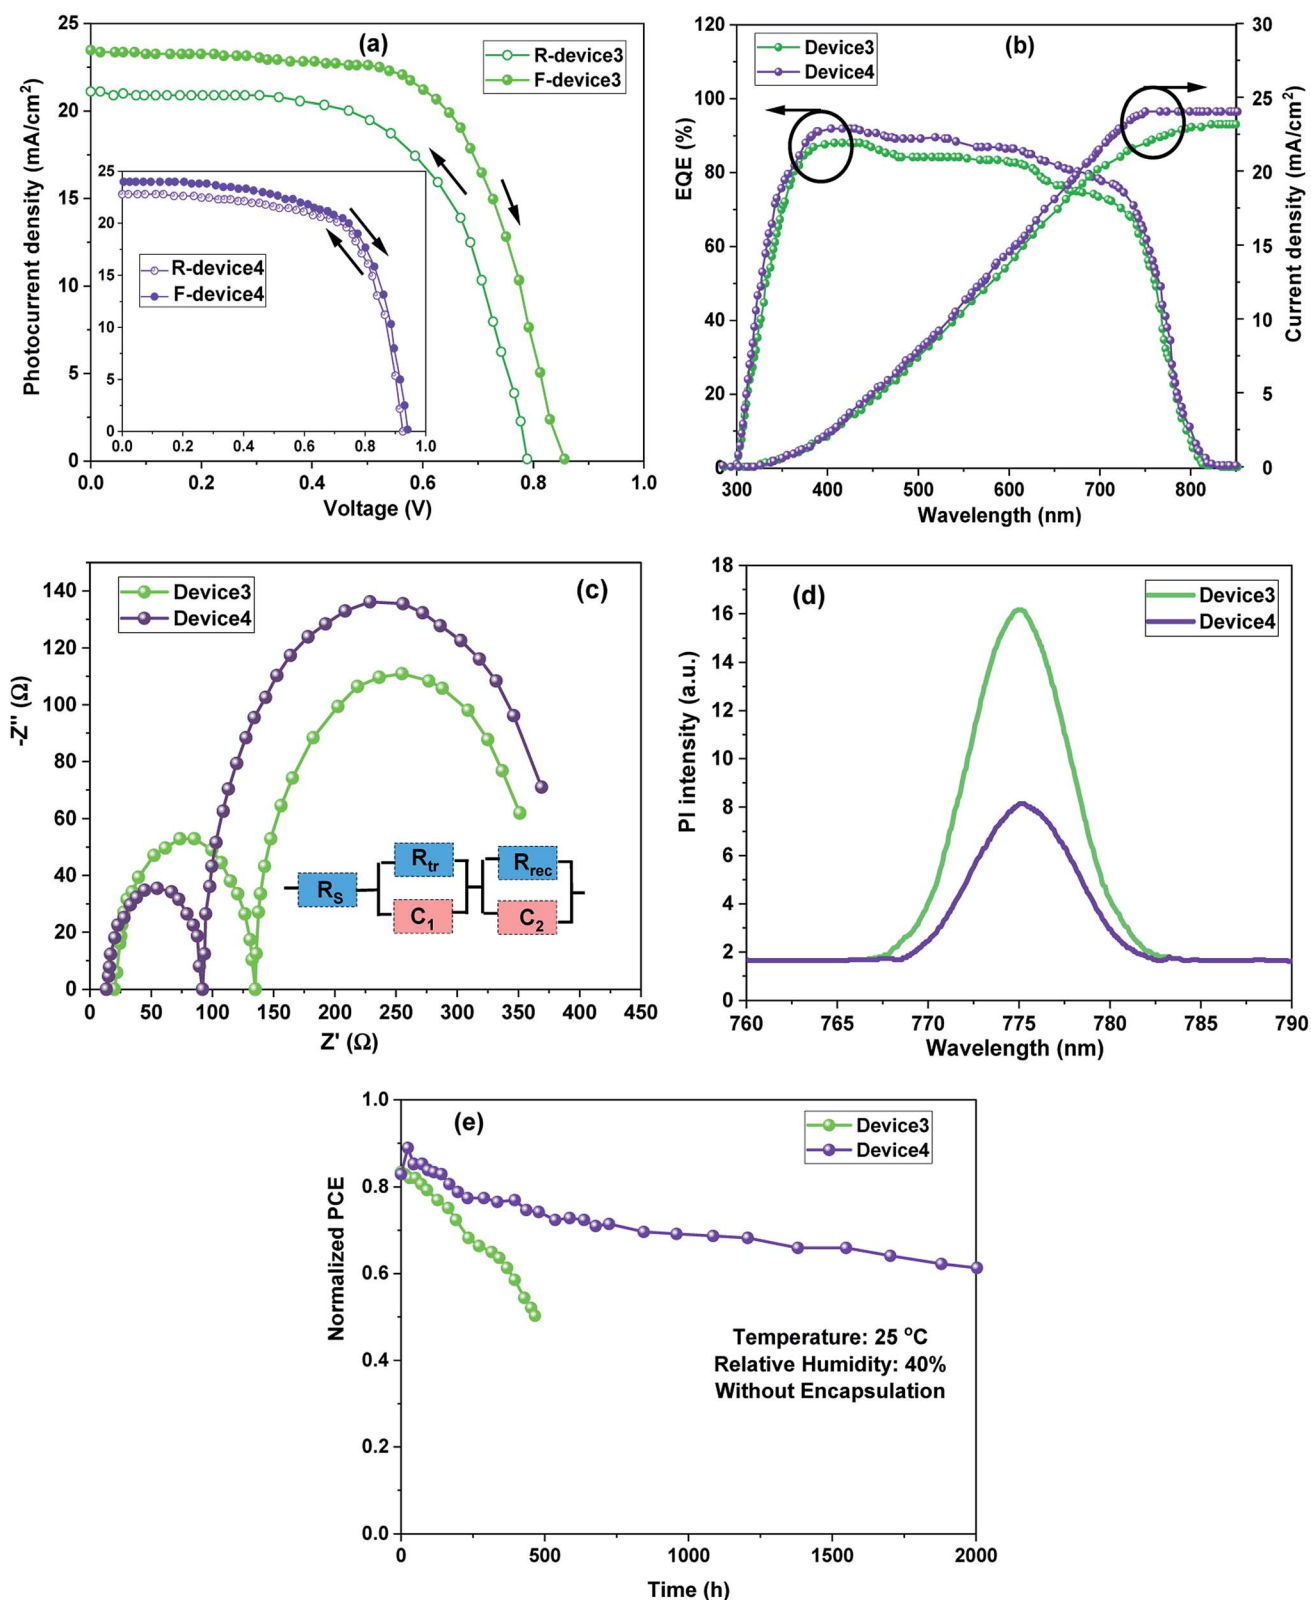 (a)
R-device3
F-device3
R-device4
F-device4
25
20
15
10
5
0
0.0 0.2 0.4 0.6 0.8 1.0
25
20
15
10
5
0
0.0 0.2 0.4 0.6 0.8 1.0
Photocurrent density (mA/cm2)
Voltage (V)
(b)
Device3
Device4
120
100
80
60
40
20
0
30
25
20
15
10
5
0
300 400 500 600 700 800
EQE (%)
Current density (mA/cm2)
Wavelength (nm)
(c)
Device3
Device4
140
120
100
80
60
40
20
0
0 50 100 150 200 250 300 350 400 450
-Z'' (Ω)
Z' (Ω)
RS
Rtr
C1
Rrec
C2
(d)
Device3
Device4
18
16
14
12
10
8
6
4
2
0
760 765 770 775 780 785 790
PI intensity (a.u.)
Wavelength (nm)
(e)
Device3
Device4
1.0
0.8
0.6
0.4
0.2
0.0
0 500 1000 1500 2000
Normalized PCE
Time (h)
Temperature: 25 °C
Relative Humidity: 40%
Without Encapsulation